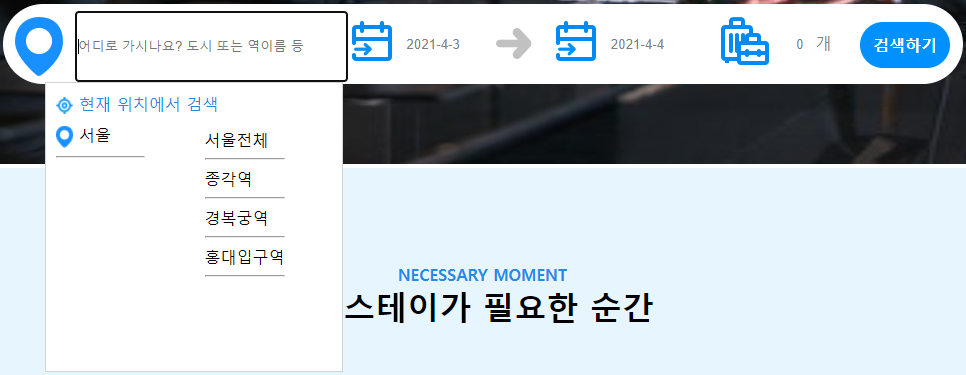 어디로 가시나요? 도시 또는 역이름 등
2021-4-3
2021-4-4
0 개
검색하기
현재 위치에서 검색
서울
서울전체
종각역
경복궁역
홍대입구역
NECESSARY MOMENT
스테이가 필요한 순간